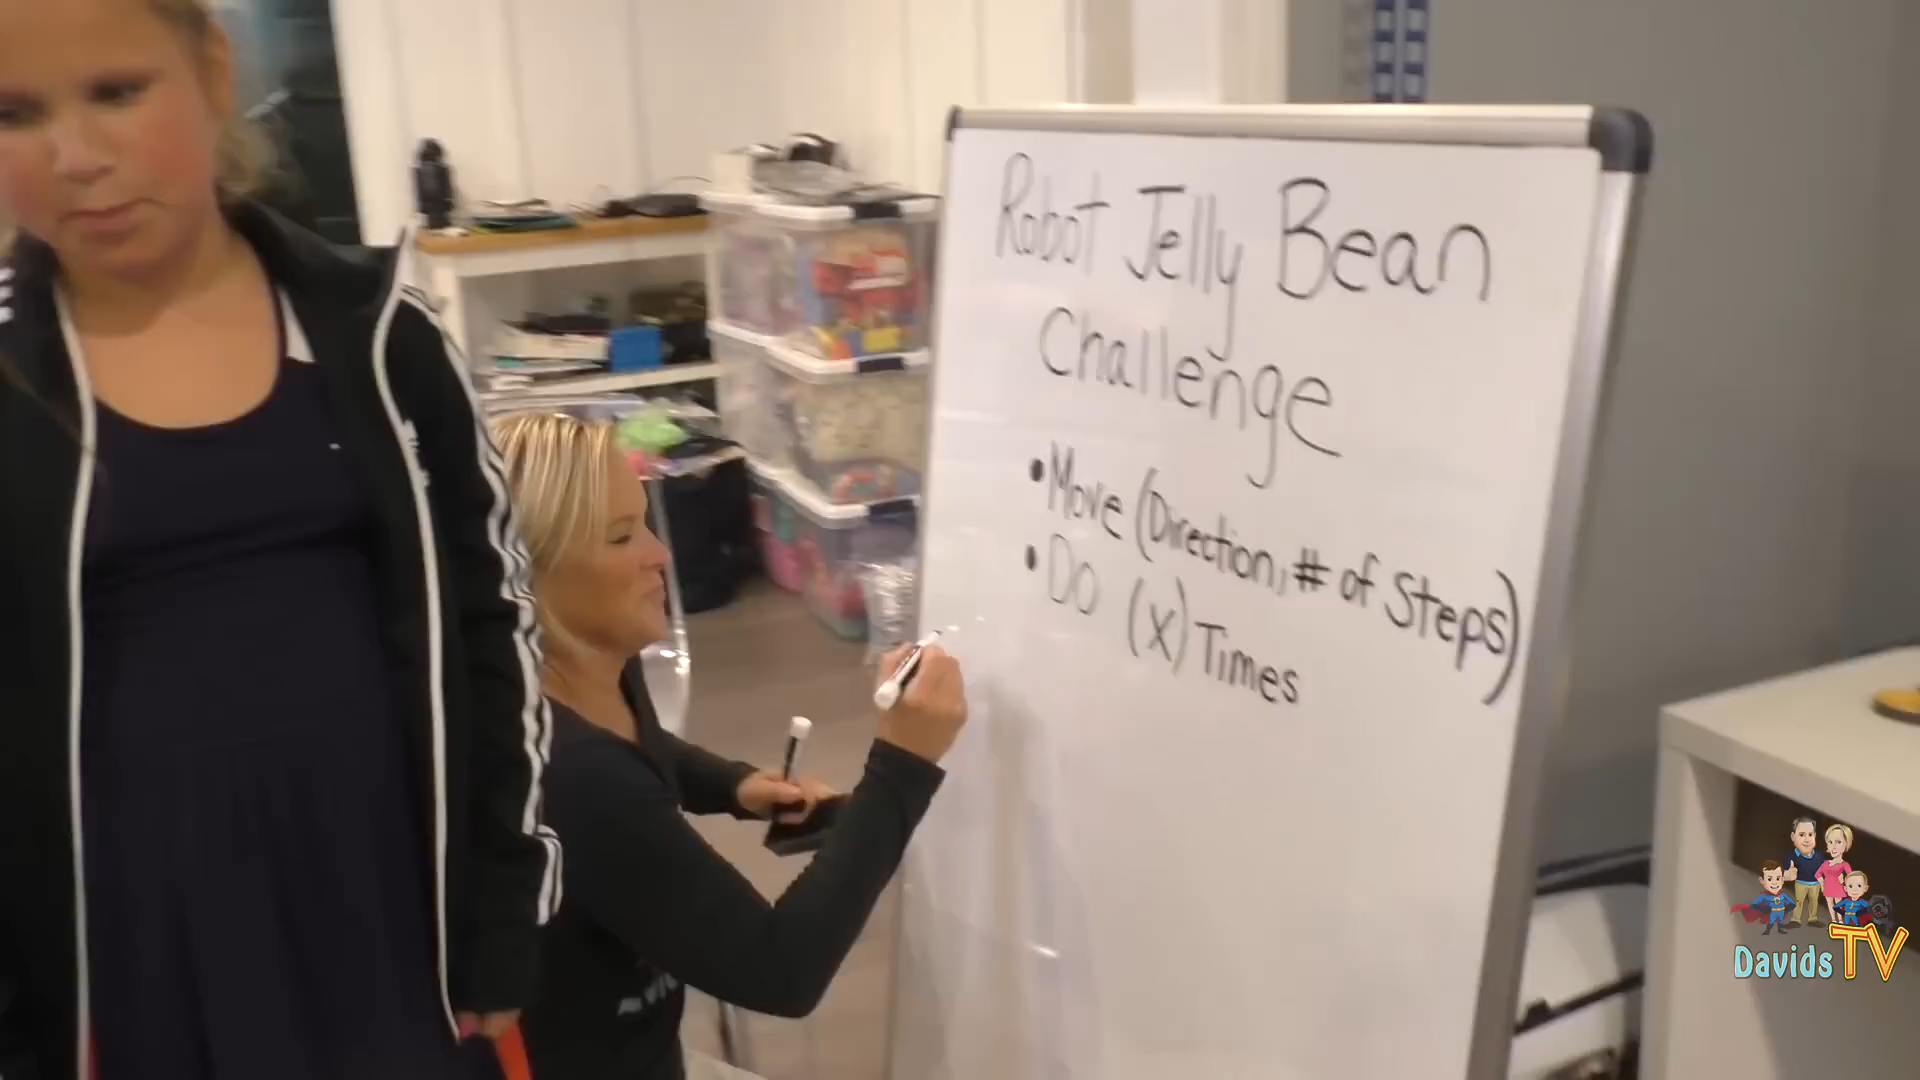 Robot Jelly Bean
Challenge
• Move (Direction, # of Steps)
• Do (x) Times
Davids TV